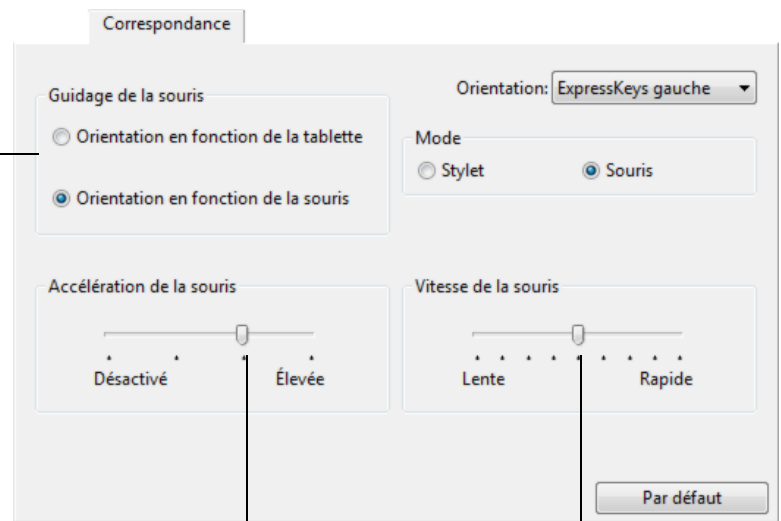 Correspondance
Guidage de la souris
Orientation en fonction de la tablette
Orientation en fonction de la souris
Orientation: ExpressKeys gauche
Mode
Stylet Souris
Accélération de la souris
Désactivé Élevée
Vitesse de la souris
Lente Rapide
Par défaut